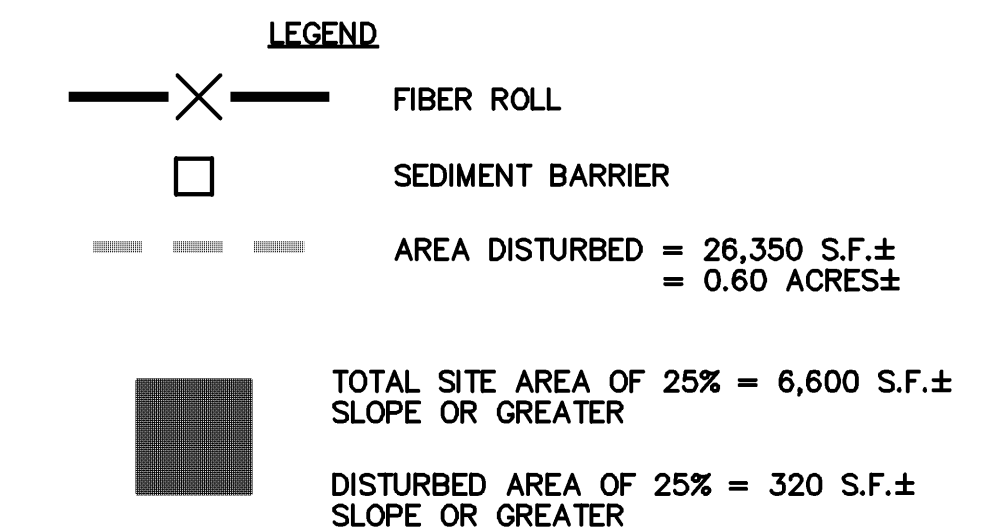 LEGEND
FIBER ROLL
SEDIMENT BARRIER
AREA DISTURBED = 26,350 S.F.±
= 0.60 ACRES±
TOTAL SITE AREA OF 25% = 6,600 S.F.±
SLOPE OR GREATER
DISTURBED AREA OF 25% = 320 S.F.±
SLOPE OR GREATER